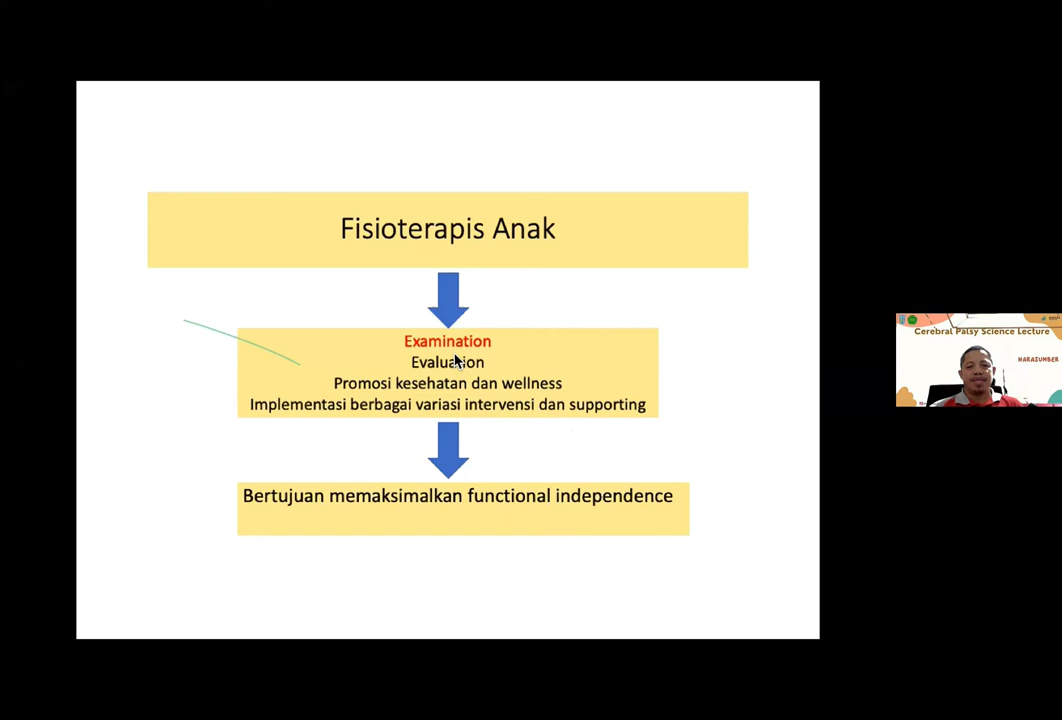 Fisioterapis Anak
Examination
Evaluation
Promosi kesehatan dan wellness
Implementasi berbagai variasi intervensi dan supporting
Bertujuan memaksimalkan functional independence
Cerebral Palsy Science Lecture
NARASUMBER